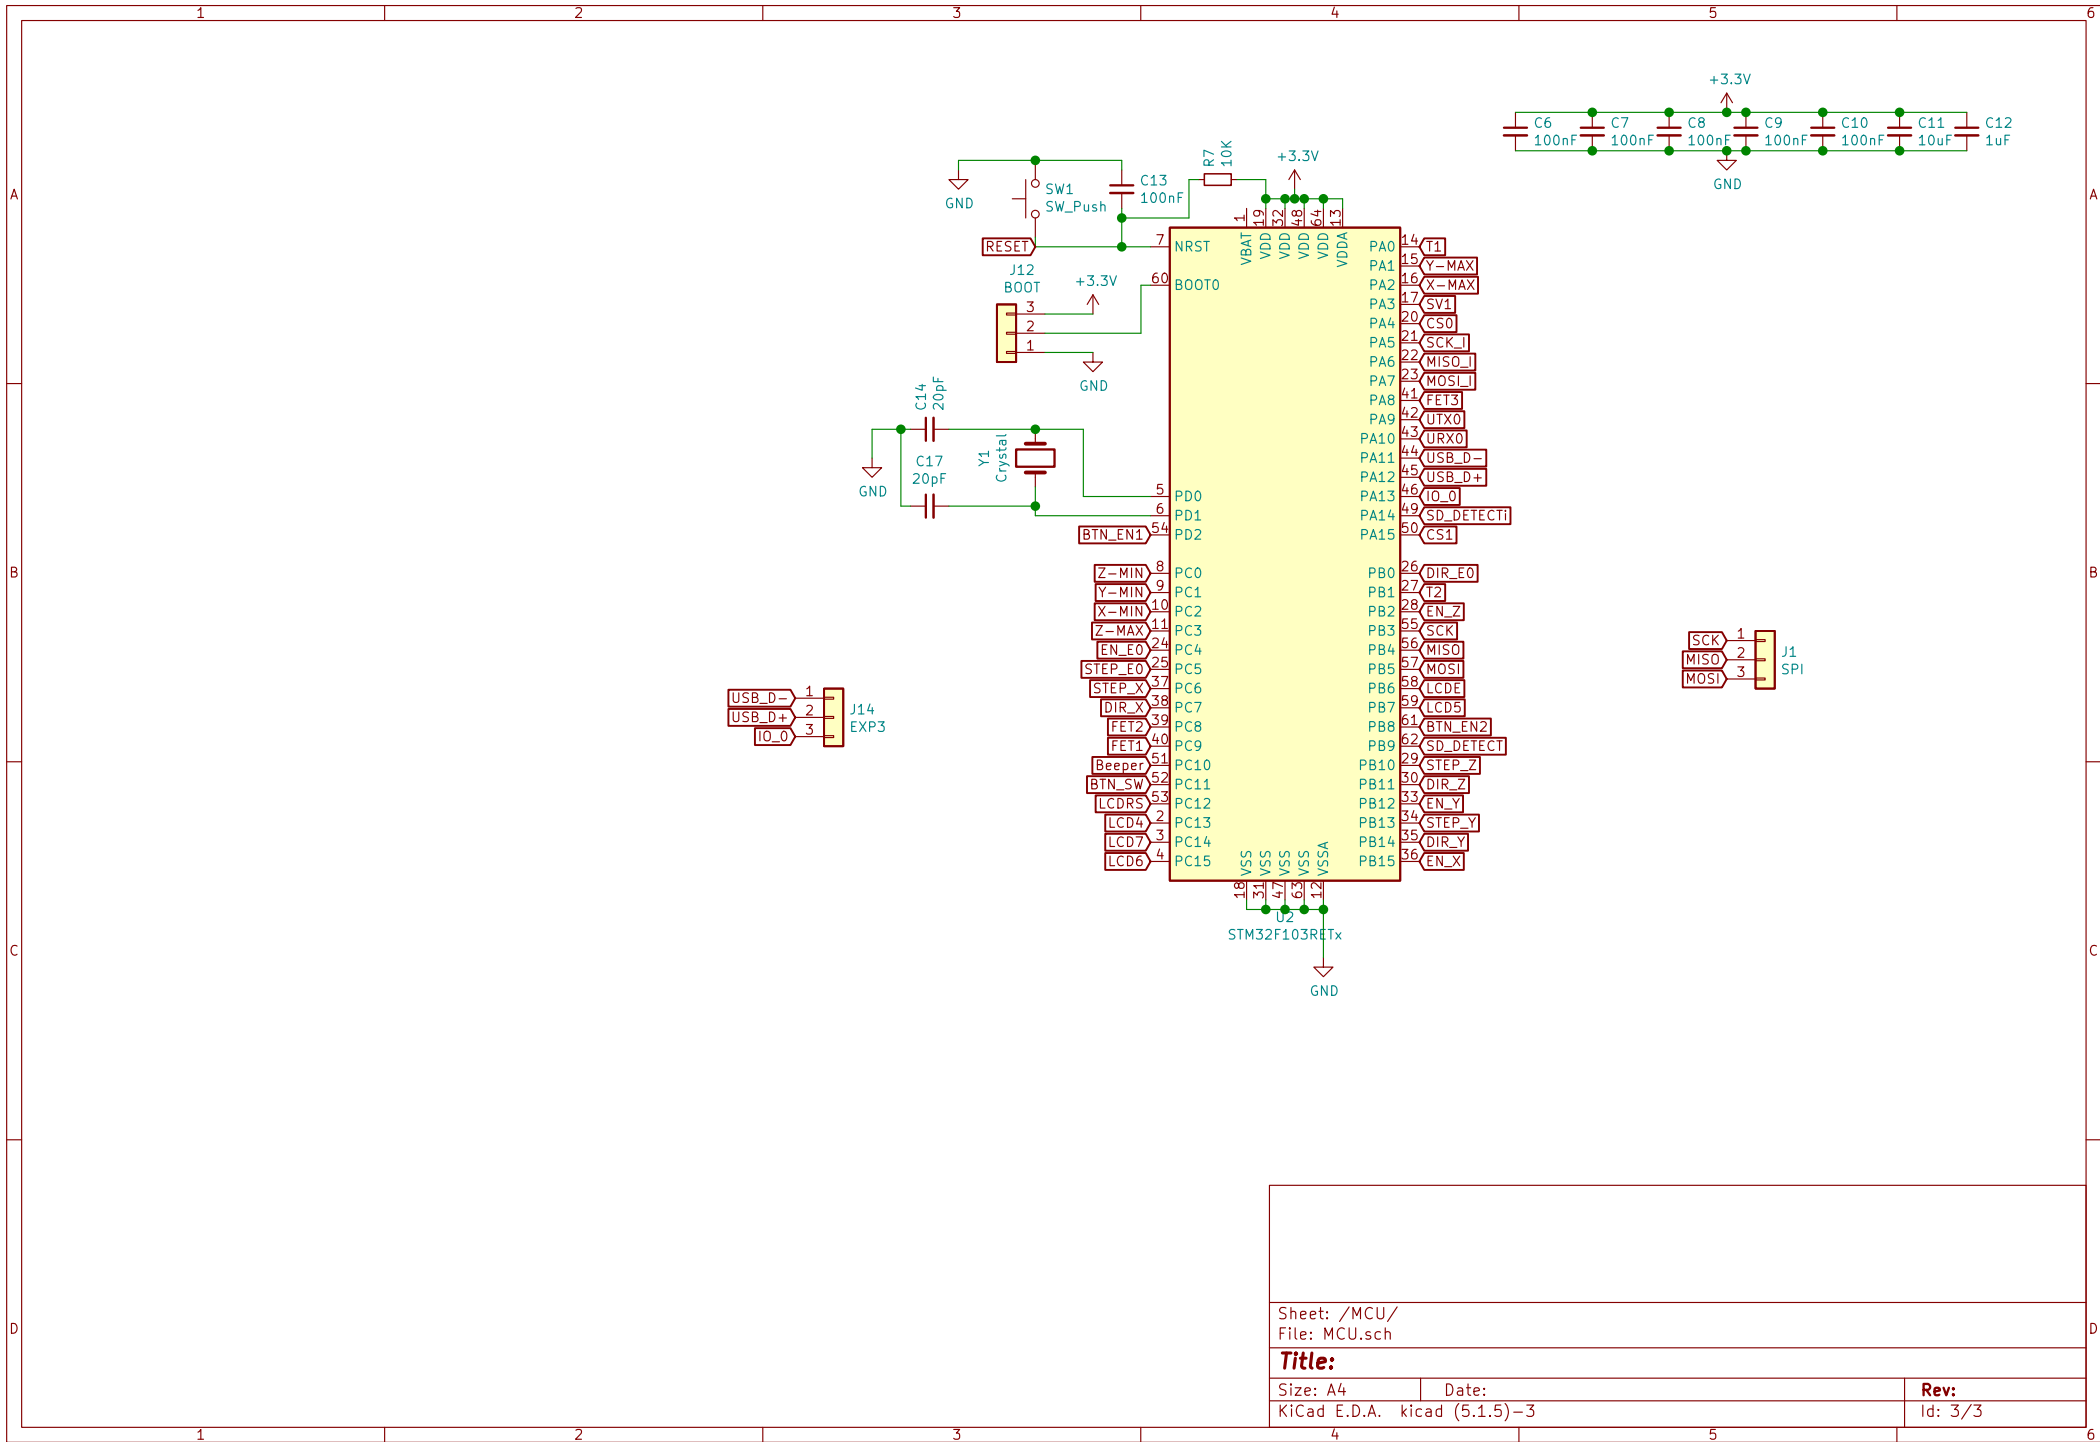 1 2 3 4 5 6
A
B
C
D
A
B
C
D
1 2 3 4 5 6
+3.3V
C6
100nF
C7
100nF
C8
100nF
C9
100nF
C10
100nF
C11
10uF
C12
1uF
GND
GND
SW1
SW_Push
C13
100nF
R7
10K
+3.3V
RESET
J12
BOOT
3
2
1
+3.3V
GND
C14
20pF
C17
20pF
GND
Y1
Crystal
1 VBAT
19 VDD
32 VDD
48 VDD
64 VDD
13 VDDA
7 NRST
60 BOOT0
5 PD0
6 PD1
BTN_EN1 54 PD2
Z-MIN 8 PC0
Y-MIN 9 PC1
X-MIN 10 PC2
Z-MAX 11 PC3
EN_E0 24 PC4
STEP_E0 25 PC5
STEP_X 37 PC6
DIR_X 38 PC7
FET2 39 PC8
FET1 40 PC9
Beeper 51 PC10
BTN_SW 52 PC11
LCDRS 53 PC12
LCD4 2 PC13
LCD7 3 PC14
LCD6 4 PC15
PA0 14 T1
PA1 15 Y-MAX
PA2 16 X-MAX
PA3 17 SV1
PA4 20 CS0
PA5 21 SCK_I
PA6 22 MISO_I
PA7 23 MOSI_I
PA8 41 FET3
PA9 42 UTX0
PA10 43 URX0
PA11 44 USB_D-
PA12 45 USB_D+
PA13 46 IO_0
PA14 49 SD_DETECTi
PA15 50 CS1
PB0 26 DIR_E0
PB1 27 T2
PB2 28 EN_Z
PB3 55 SCK
PB4 56 MISO
PB5 57 MOSI
PB6 58 LCDE
PB7 59 LCD5
PB8 61 BTN_EN2
PB9 62 SD_DETECT
PB10 29 STEP_Z
PB11 30 DIR_Z
PB12 33 EN_Y
PB13 34 STEP_Y
PB14 35 DIR_Y
PB15 36 EN_X
VSS 18
VSS 31
VSS 47
VSS 63
VSSA 12
U2
STM32F103RETx
GND
USB_D- 1
USB_D+ 2
IO_0 3
J14
EXP3
SCK 1
MISO 2
MOSI 3
J1
SPI
Sheet: /MCU/
File: MCU.sch
Title:
Size: A4 Date: Rev:
KiCad E.D.A. kicad (5.1.5)-3 Id: 3/3